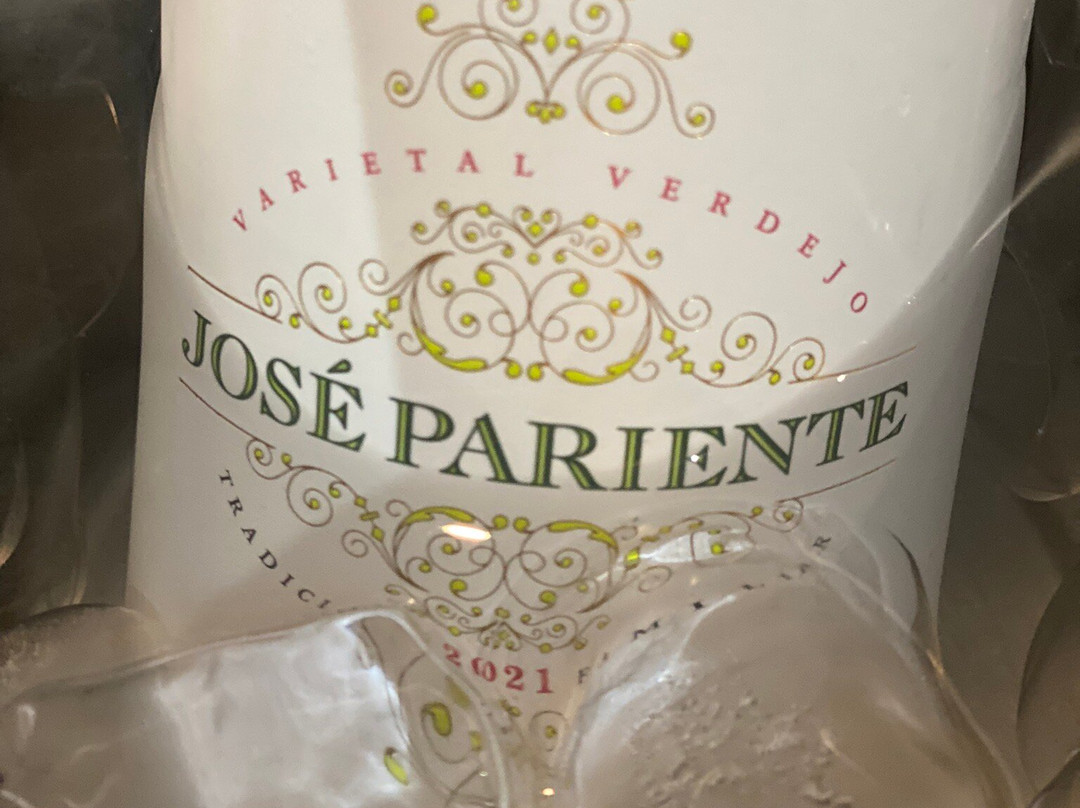 VARIETAL VERDEJO
JOSÉ PARIENTE
2021